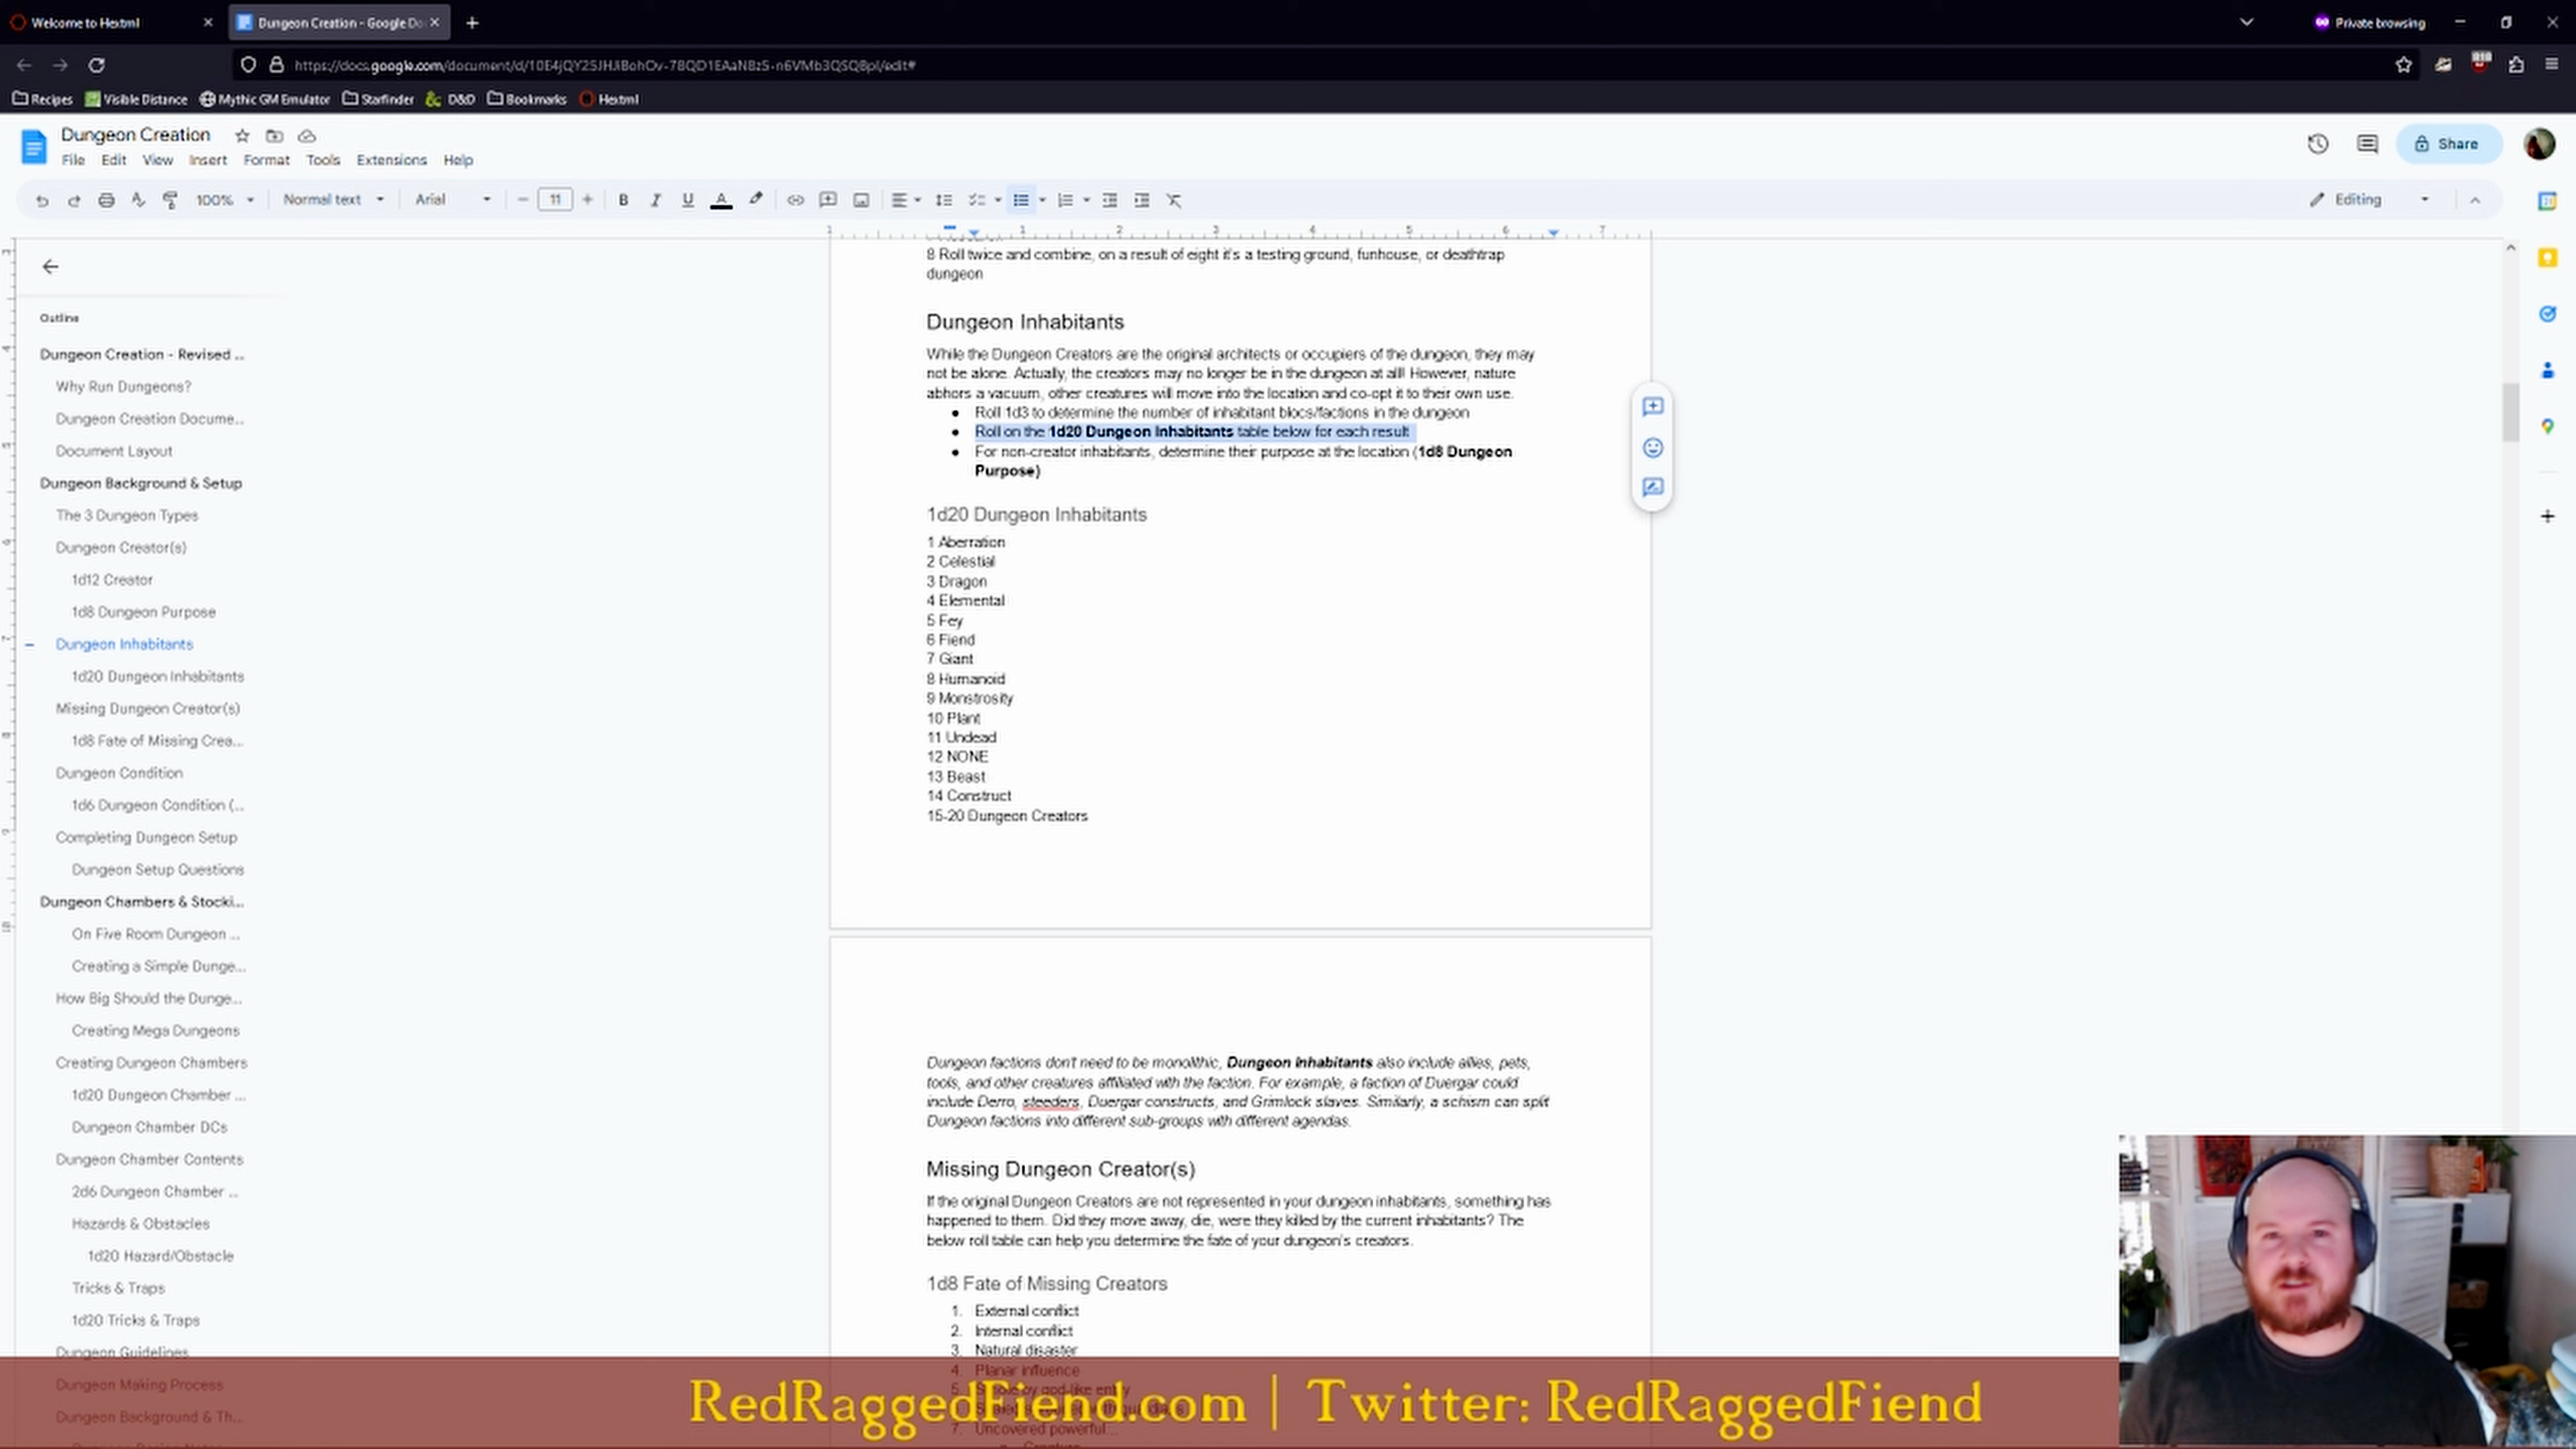 Welcome to Hextml
Dungeon Creation - Google Do
Private browsing
https://docs.google.com/document/d/
Recipes
Visible Distance
Mythic GM Emulator
Starfinder
D&D
Bookmarks
Hextml
Dungeon Creation
File
Edit
View
Insert
Format
Tools
Extensions
Help
Share
100%
Normal text
Arial
11
Editing
8 Roll twice and combine, on a result of eight it's a testing ground, funhouse, or deathtrap
dungeon
Outline
Dungeon Creation - Revised ...
Why Run Dungeons?
Dungeon Creation Docume...
Document Layout
Dungeon Background & Setup
The 3 Dungeon Types
Dungeon Creator(s)
1d12 Creator
1d8 Dungeon Purpose
Dungeon Inhabitants
1d20 Dungeon Inhabitants
Missing Dungeon Creator(s)
1d8 Fate of Missing Crea...
Dungeon Condition
1d6 Dungeon Condition (...
Completing Dungeon Setup
Dungeon Setup Questions
Dungeon Chambers & Stocki...
On Five Room Dungeon ...
Creating a Simple Dunge...
How Big Should the Dunge...
Creating Mega Dungeons
Creating Dungeon Chambers
1d20 Dungeon Chamber ...
Dungeon Chamber DCs
Dungeon Chamber Contents
2d6 Dungeon Chamber ...
Hazards & Obstacles
1d20 Hazard/Obstacle
Tricks & Traps
1d20 Tricks & Traps
Dungeon Guidelines
Dungeon Making Process
Dungeon Background & Th...
Dungeon Inhabitants
While the Dungeon Creators are the original architects or occupiers of the dungeon, they may
not be alone. Actually, the creators may no longer be in the dungeon at all! However, nature
abhors a vacuum, other creatures will move into the location and co-opt it to their own use.
● Roll 1d3 to determine the number of inhabitant blocs/factions in the dungeon
● Roll on the 1d20 Dungeon Inhabitants table below for each result
● For non-creator inhabitants, determine their purpose at the location (1d8 Dungeon
Purpose)
1d20 Dungeon Inhabitants
1 Aberration
2 Celestial
3 Dragon
4 Elemental
5 Fey
6 Fiend
7 Giant
8 Humanoid
9 Monstrosity
10 Plant
11 Undead
12 NONE
13 Beast
14 Construct
15-20 Dungeon Creators
Dungeon factions don't need to be monolithic, Dungeon Inhabitants also include allies, pets,
tools, and other creatures affiliated with the faction. For example, a faction of Duergar could
include Derro, steeders, Duergar constructs, and Grimlock slaves. Similarly, a schism can split
Dungeon factions into different sub-groups with different agendas.
Missing Dungeon Creator(s)
If the original Dungeon Creators are not represented in your dungeon inhabitants, something has
happened to them. Did they move away, die, were they killed by the current inhabitants? The
below roll table can help you determine the fate of your dungeon's creators.
1d8 Fate of Missing Creators
1. External conflict
2. Internal conflict
3. Natural disaster
4. Planar influence
7. Uncovered powerful...
RedRaggedFiend.com | Twitter: RedRaggedFiend